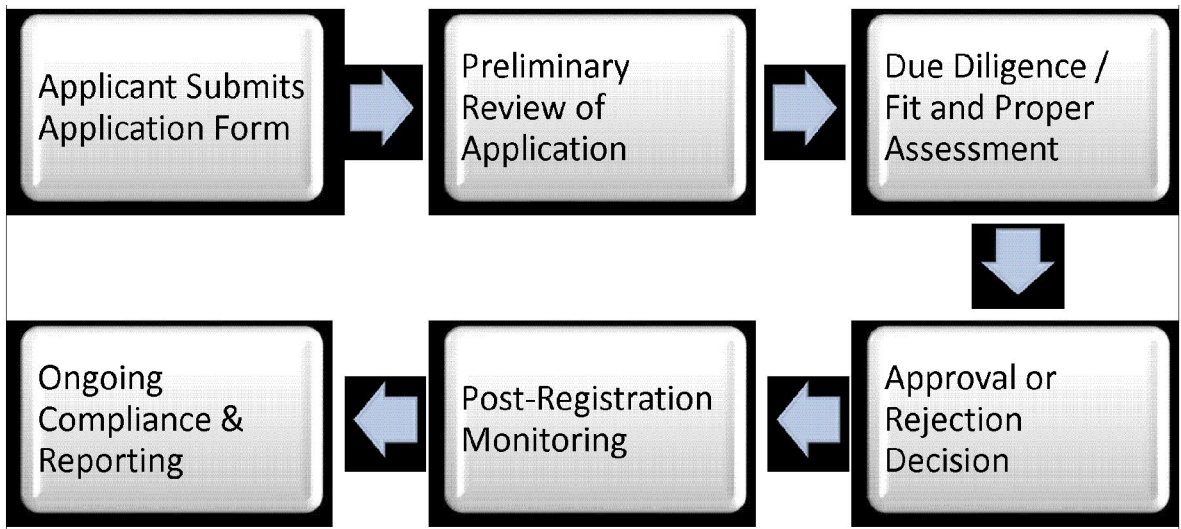 Applicant Submits
Application Form
Preliminary
Review of
Application
Due Diligence /
Fit and Proper
Assessment
Approval or
Rejection
Decision
Post-Registration
Monitoring
Ongoing
Compliance &
Reporting